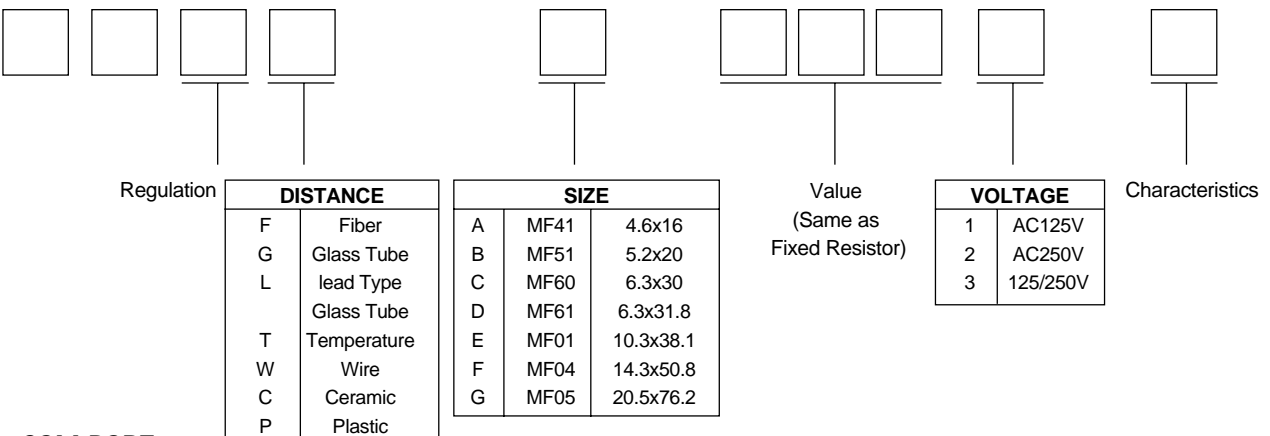 Regulation
DISTANCE
F Fiber
G Glass Tube
L lead Type
Glass Tube
T Temperature
W Wire
C Ceramic
P Plastic
SIZE
A MF41 4.6x16
B MF51 5.2x20
C MF60 6.3x30
D MF61 6.3x31.8
E MF01 10.3x38.1
F MF04 14.3x50.8
G MF05 20.5x76.2
Value
(Same as
Fixed Resistor)
VOLTAGE
1 AC125V
2 AC250V
3 125/250V
Characteristics